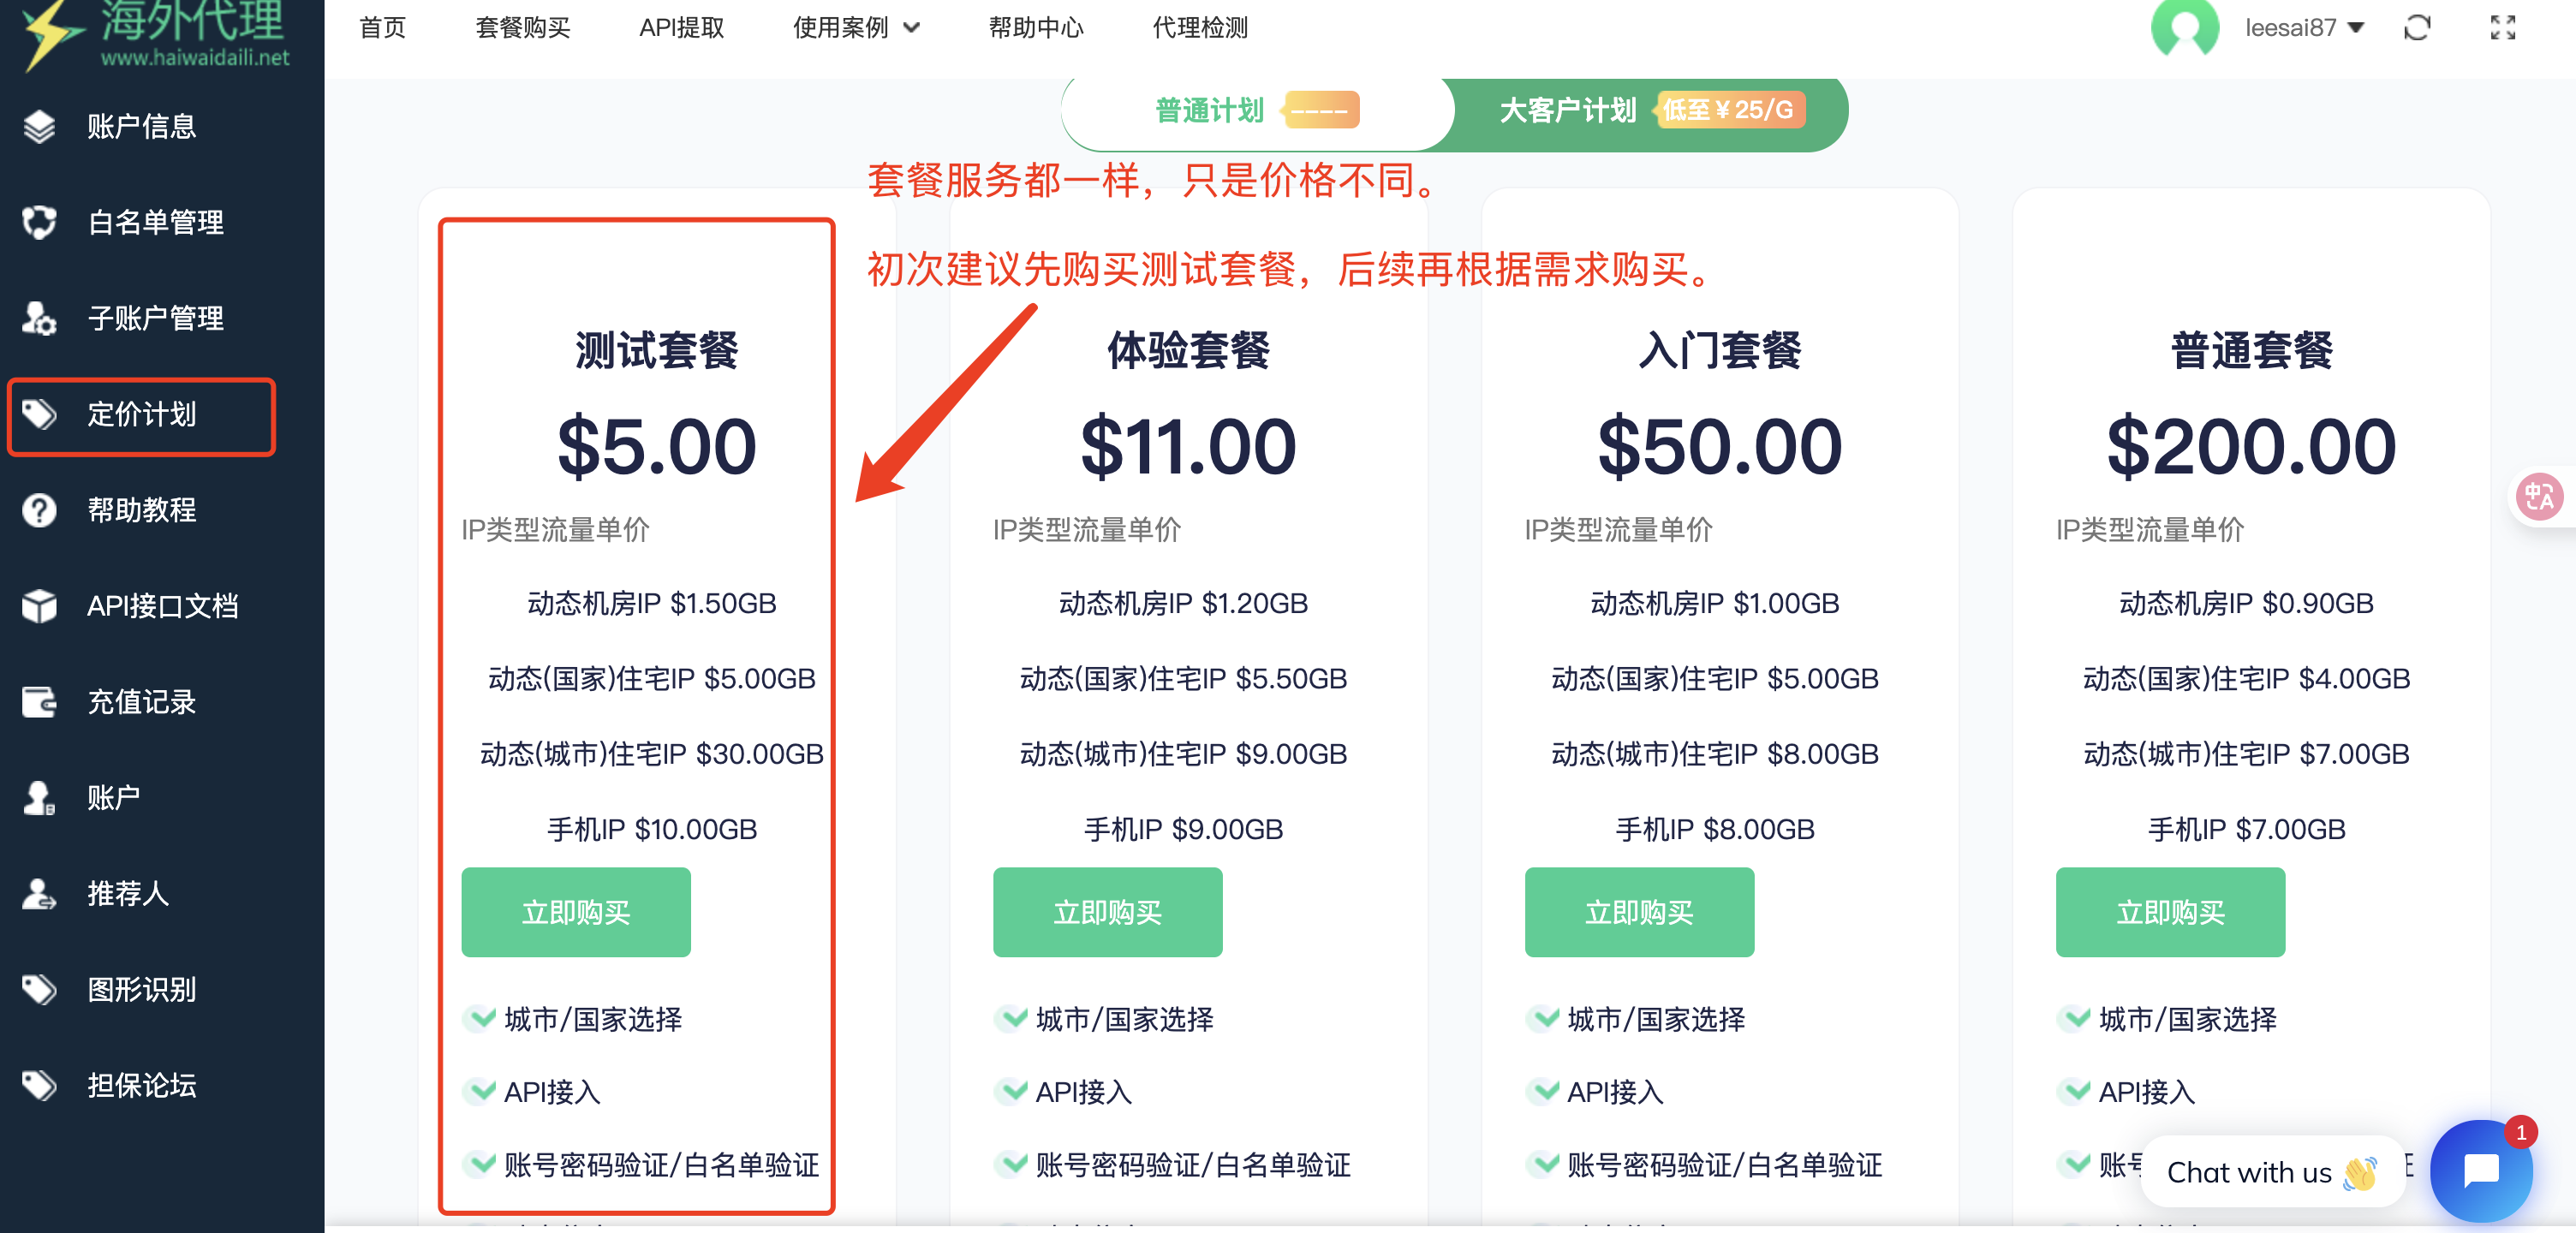 海外代理
www.haiwaidaili.net
首页 套餐购买 API提取 使用案例 帮助中心 代理检测
leesai87
账户信息
白名单管理
子账户管理
定价计划
帮助教程
API接口文档
充值记录
账户
推荐人
图形识别
担保论坛
普通计划 ----
大客户计划 低至￥25/G
套餐服务都一样，只是价格不同。
初次建议先购买测试套餐，后续再根据需求购买。
测试套餐
$5.00
IP类型流量单价
动态机房IP $1.50GB
动态(国家)住宅IP $5.00GB
动态(城市)住宅IP $30.00GB
手机IP $10.00GB
立即购买
城市/国家选择
API接入
账号密码验证/白名单验证
体验套餐
$11.00
IP类型流量单价
动态机房IP $1.20GB
动态(国家)住宅IP $5.50GB
动态(城市)住宅IP $9.00GB
手机IP $9.00GB
立即购买
城市/国家选择
API接入
账号密码验证/白名单验证
入门套餐
$50.00
IP类型流量单价
动态机房IP $1.00GB
动态(国家)住宅IP $5.00GB
动态(城市)住宅IP $8.00GB
手机IP $8.00GB
立即购买
城市/国家选择
API接入
账号密码验证/白名单验证
普通套餐
$200.00
IP类型流量单价
动态机房IP $0.90GB
动态(国家)住宅IP $4.00GB
动态(城市)住宅IP $7.00GB
手机IP $7.00GB
立即购买
城市/国家选择
API接入
账号
中A
Chat with us 👋
1